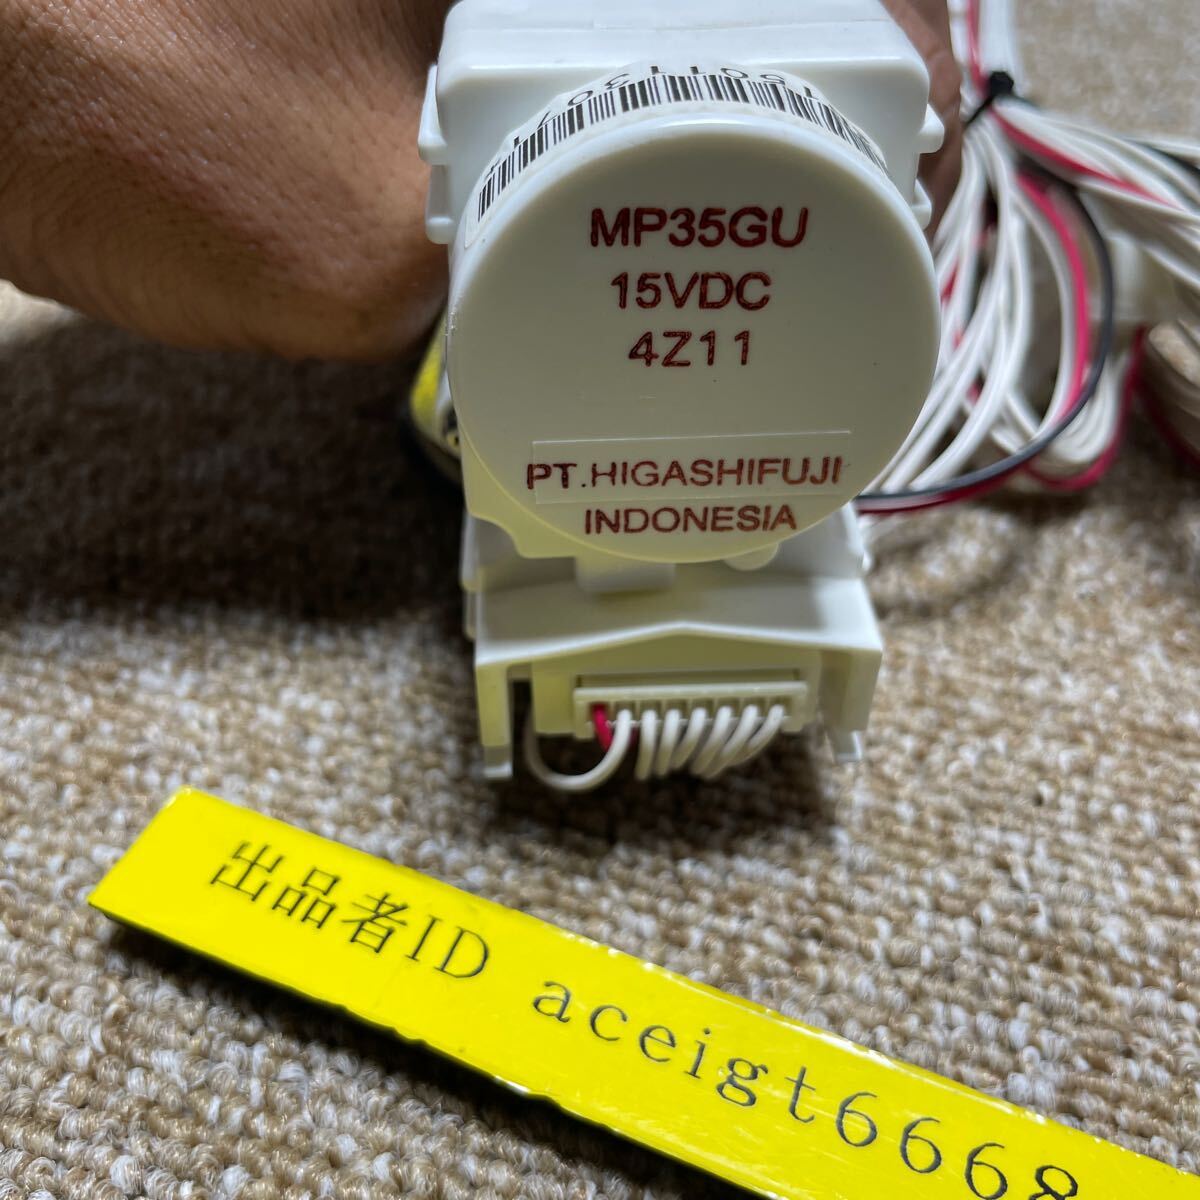 MP35GU
15VDC
4Z11
PT.HIGASHIFUJI
INDONESIA
出品者ID aceigt6668